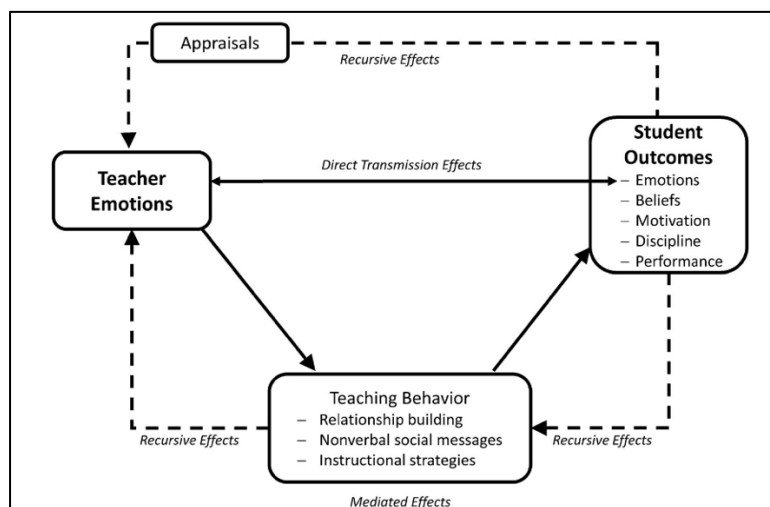 Appraisals
Recursive Effects
Student
Outcomes
– Emotions
– Beliefs
– Motivation
– Discipline
– Performance
Direct Transmission Effects
Teacher
Emotions
Teaching Behavior
– Relationship building
– Nonverbal social messages
– Instructional strategies
Recursive Effects
Recursive Effects
Mediated Effects